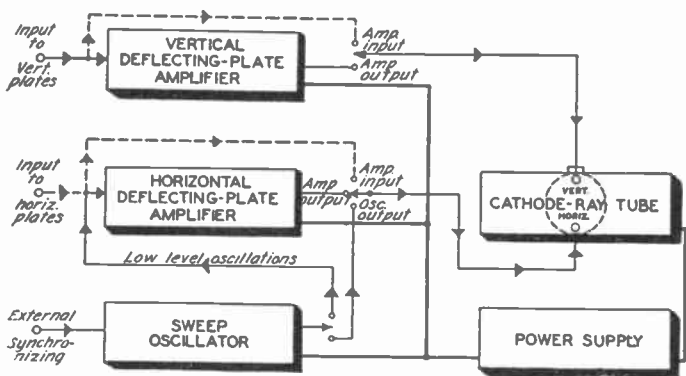 Input
to
Vert.
plates
VERTICAL
DEFLECTING-PLATE
AMPLIFIER
Amp.
input
Amp
output
Input
to
horiz.
plates
HORIZONTAL
DEFLECTING-PLATE
AMPLIFIER
Amp
output
Amp.
input
Osc.
output
VERT.
CATHODE-RAY TUBE
HORIZ.
Low level oscillations
External
Synchro-
nizing
SWEEP
OSCILLATOR
POWER SUPPLY